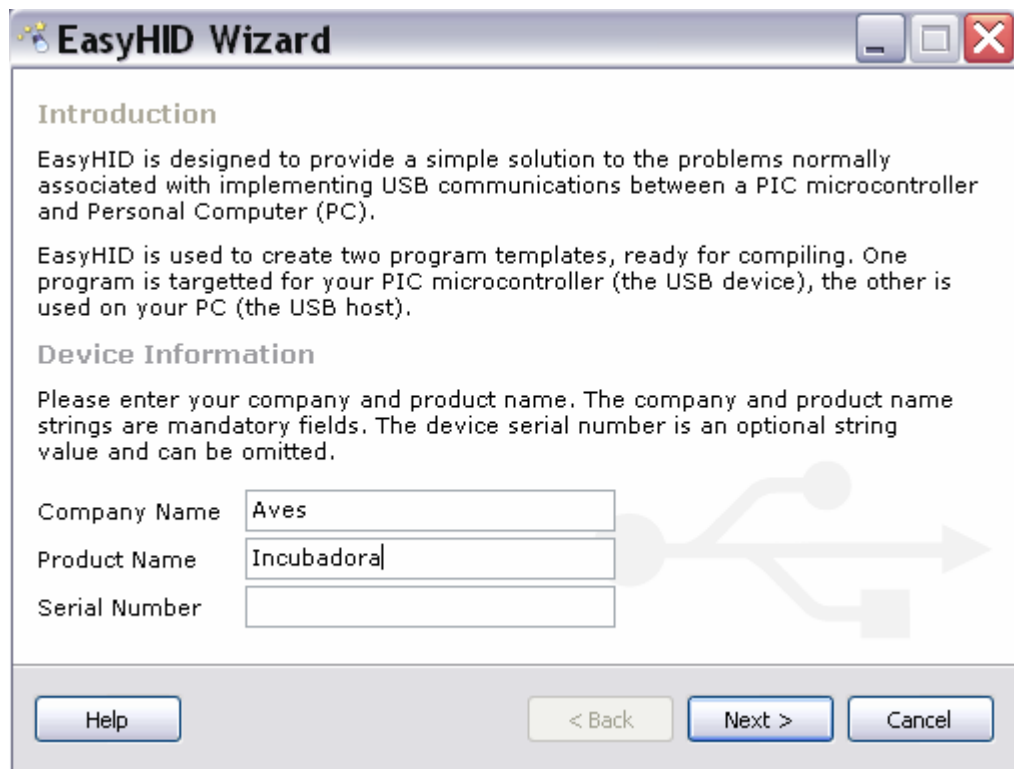 EasyHID Wizard
Introduction
EasyHID is designed to provide a simple solution to the problems normally
associated with implementing USB communications between a PIC microcontroller
and Personal Computer (PC).
EasyHID is used to create two program templates, ready for compiling. One
program is targetted for your PIC microcontroller (the USB device), the other is
used on your PC (the USB host).
Device Information
Please enter your company and product name. The company and product name
strings are mandatory fields. The device serial number is an optional string
value and can be omitted.
Company Name Aves
Product Name Incubadora
Serial Number
Help < Back Next > Cancel